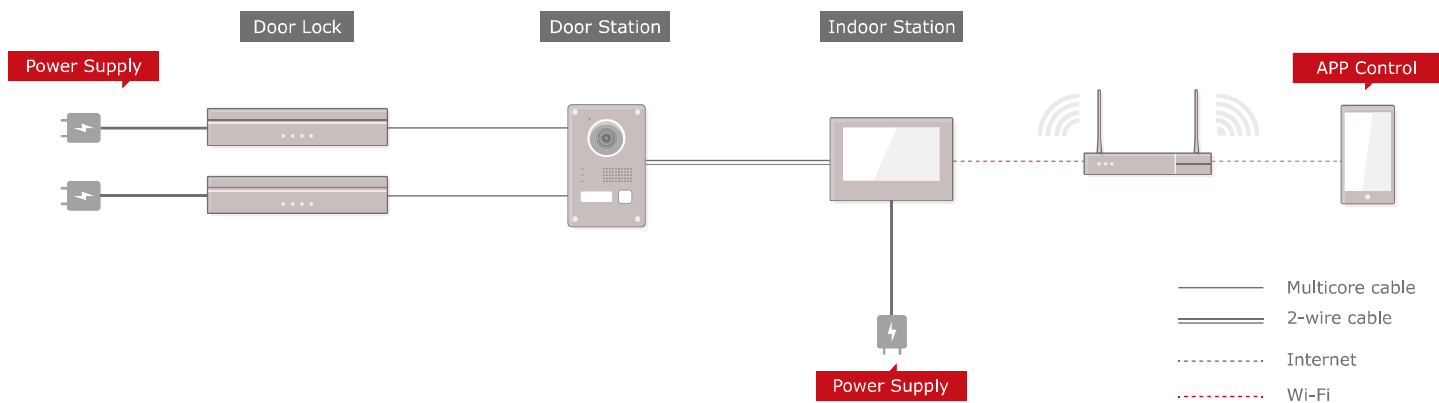 Door Lock
Door Station
Indoor Station
Power Supply
APP Control
Multicore cable
2-wire cable
Internet
Power Supply
Wi-Fi